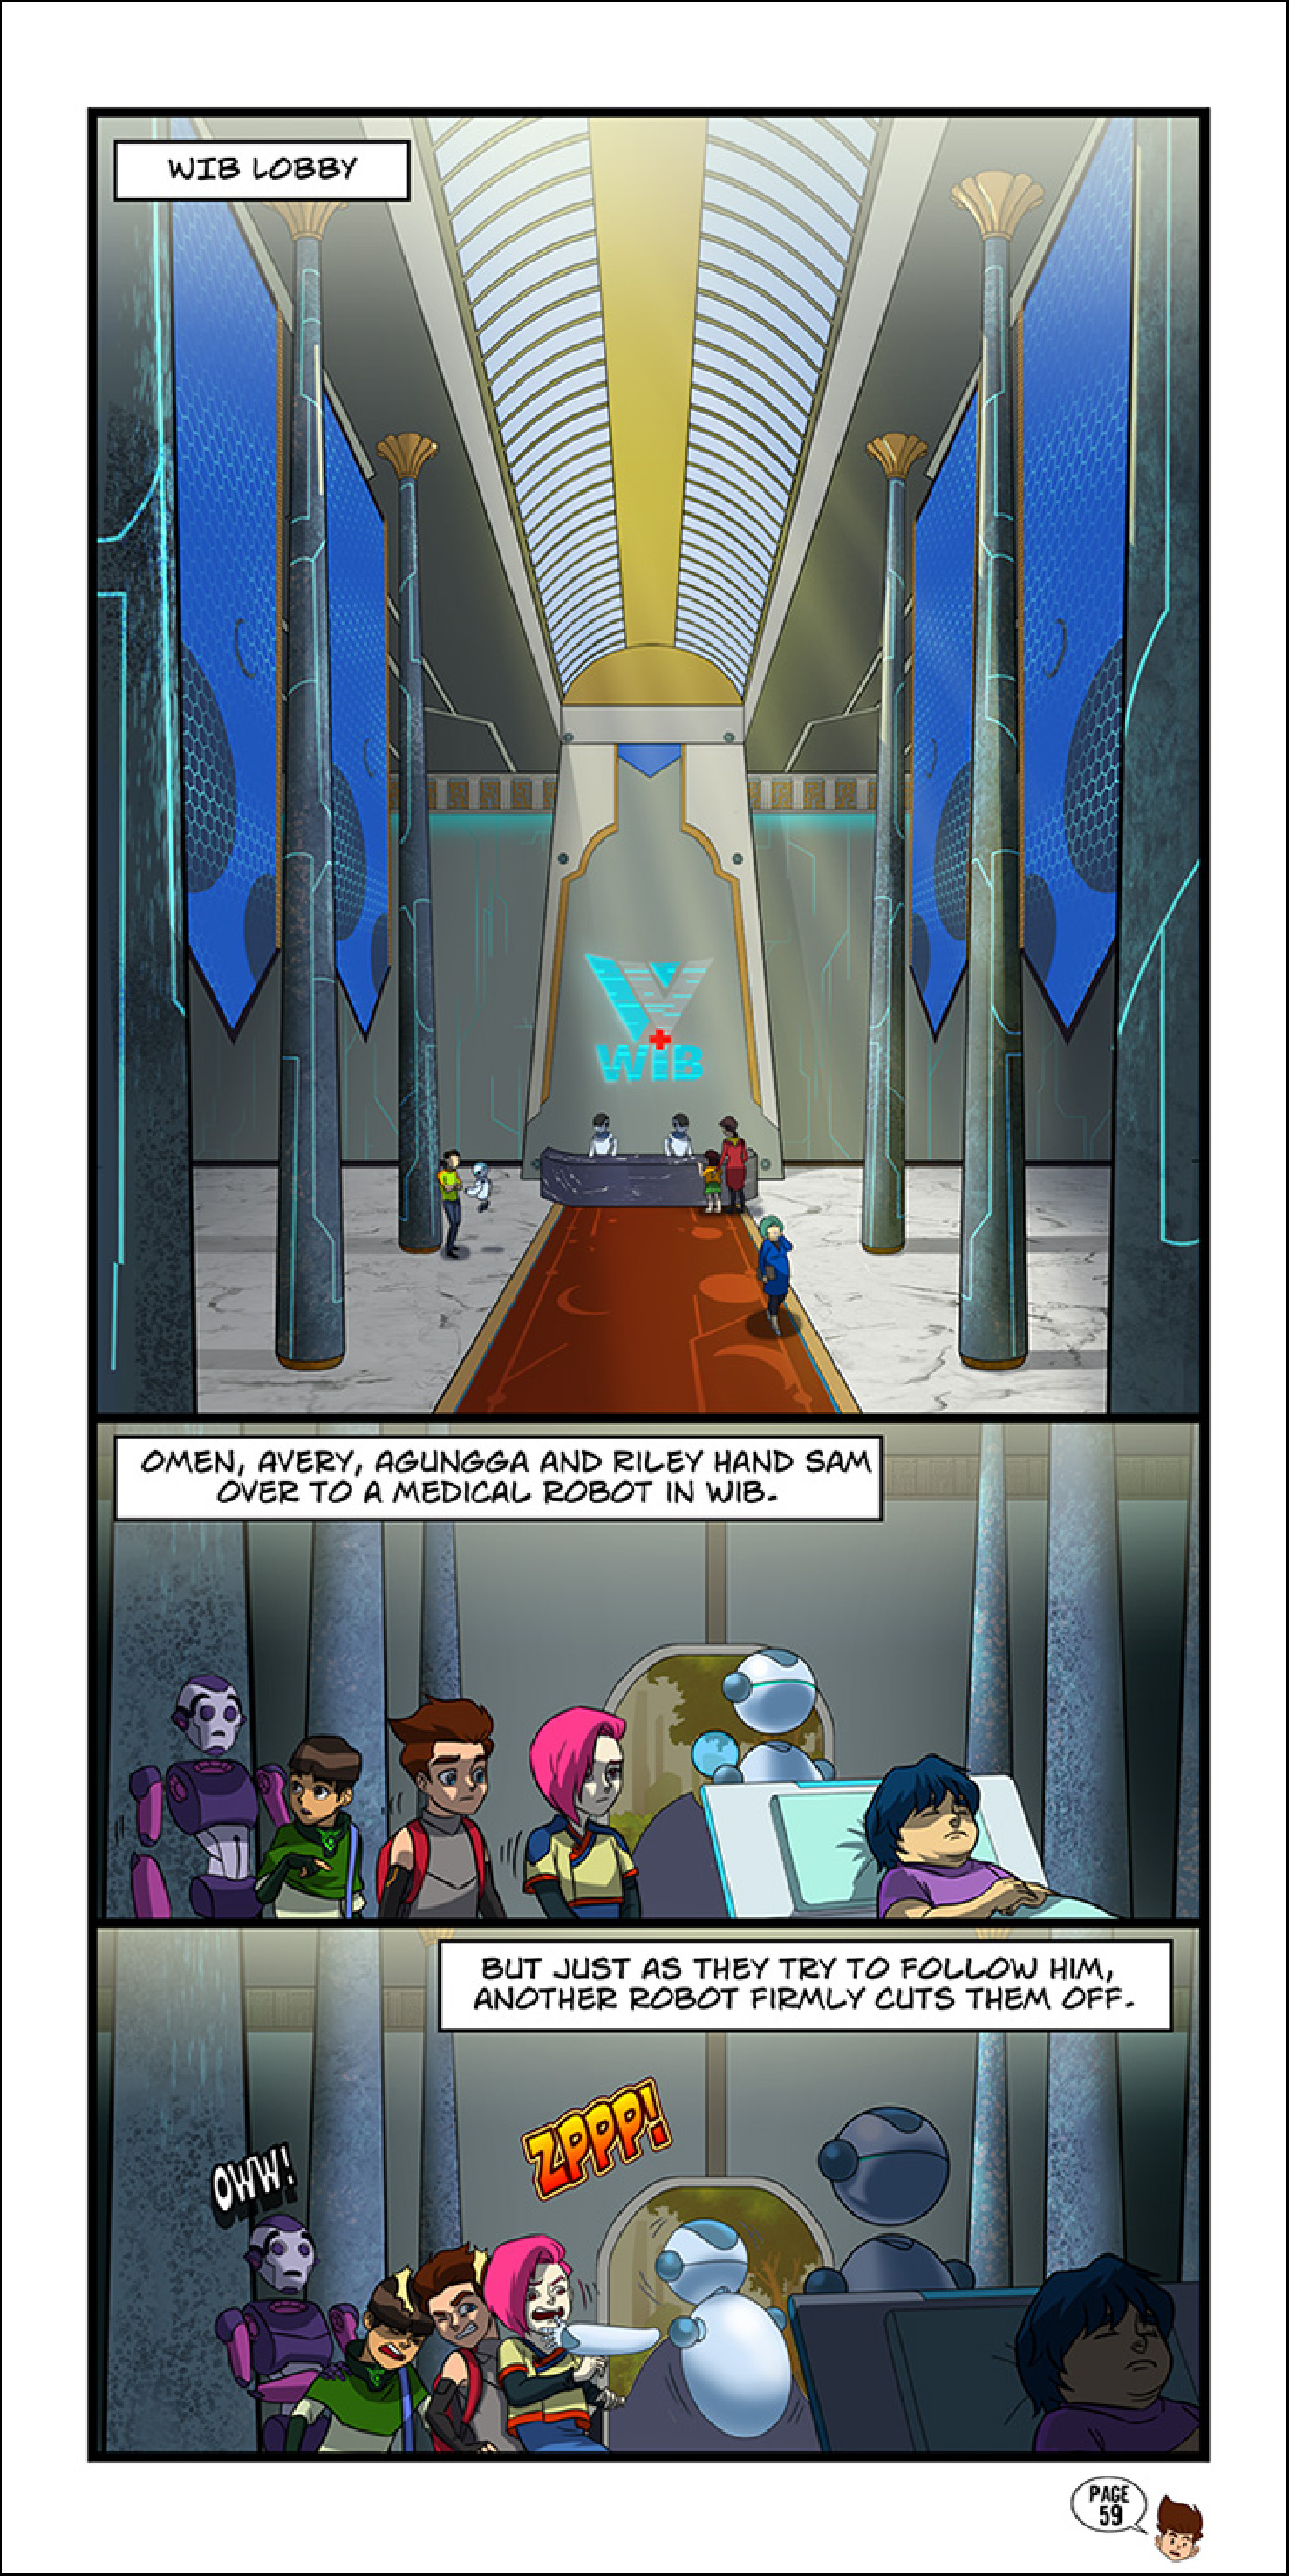 WIB LOBBY
WiB
OMEN, AVERY, AGUNGGA AND RILEY HAND SAM
OVER TO A MEDICAL ROBOT IN WIB.
BUT JUST AS THEY TRY TO FOLLOW HIM,
ANOTHER ROBOT FIRMLY CUTS THEM OFF.
ZPPP!
OWW!
PAGE
59